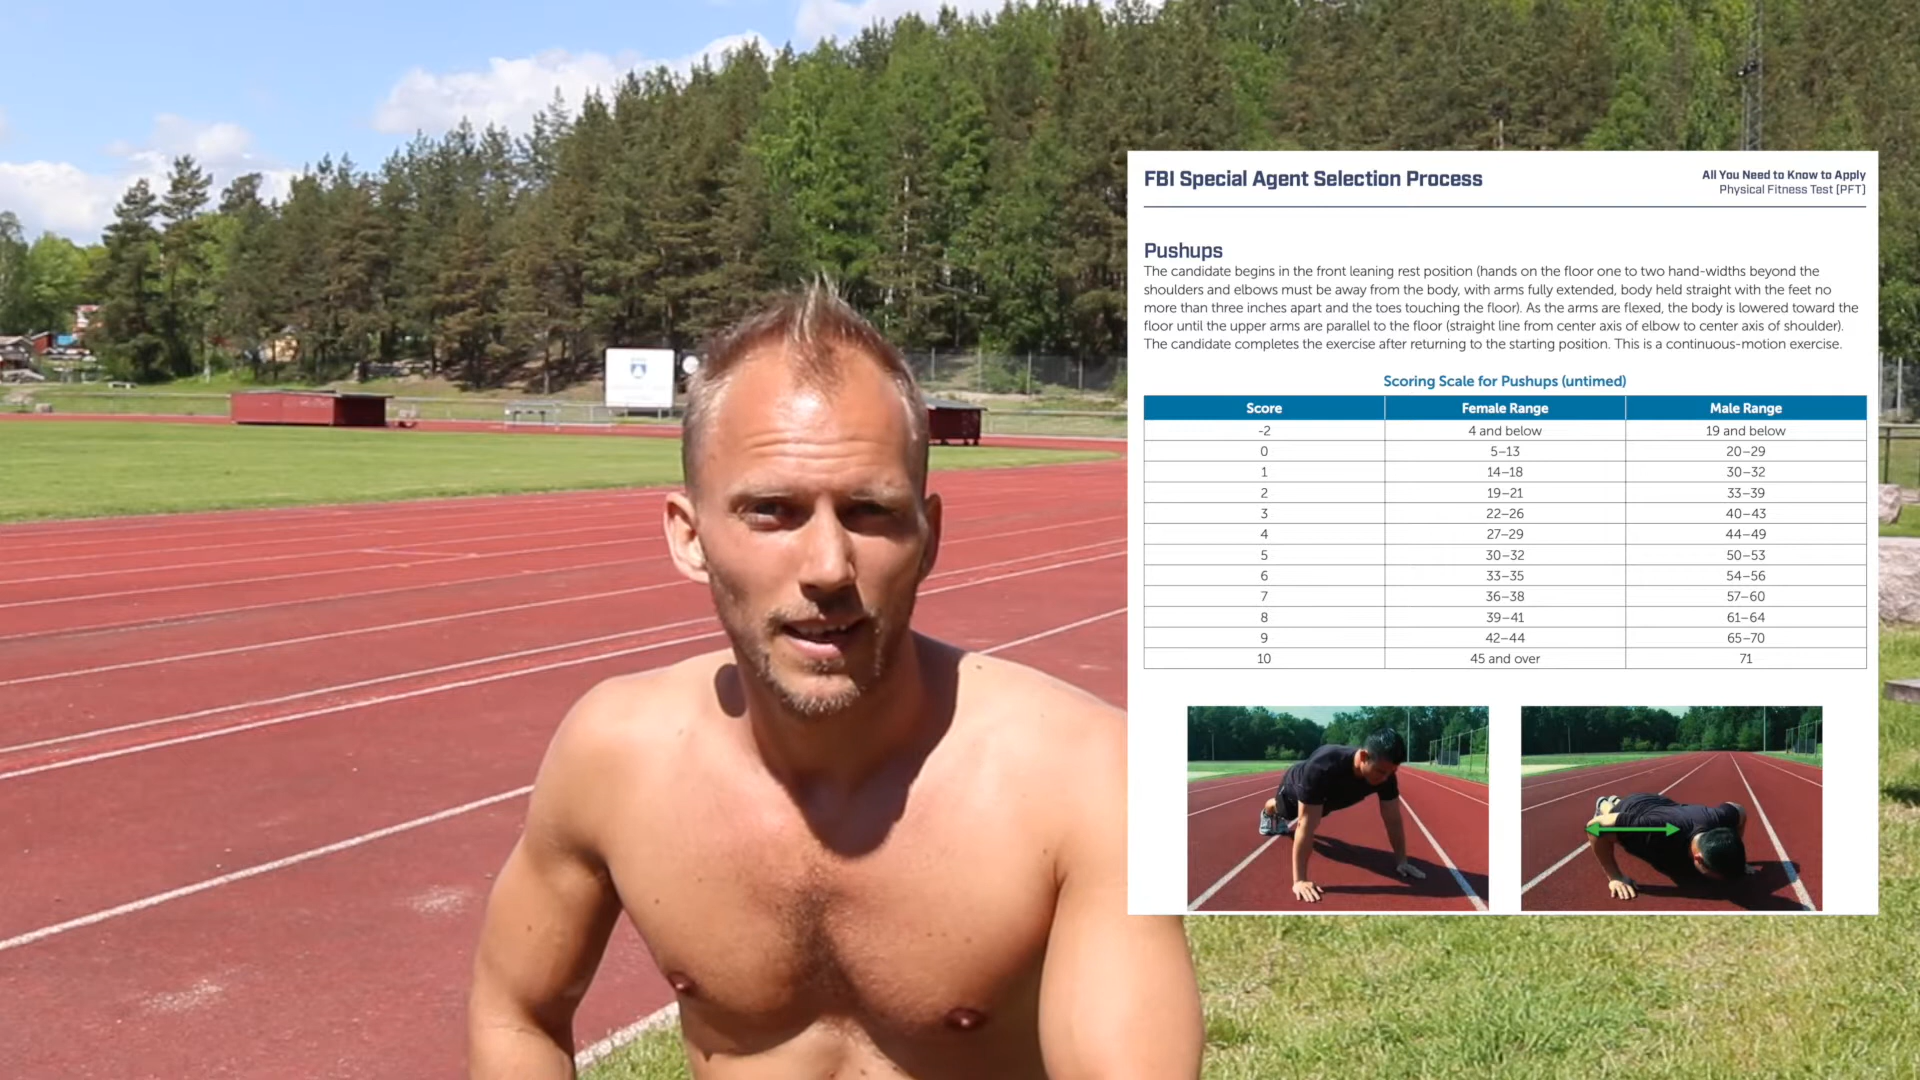 FBI Special Agent Selection Process
All You Need to Know to Apply
Physical Fitness Test (PFT)
Pushups
The candidate begins in the front leaning rest position (hands on the floor one to two hand-widths beyond the
shoulders and elbows must be away from the body, with arms fully extended, body held straight with the feet no
more than three inches apart and the toes touching the floor). As the arms are flexed, the body is lowered toward the
floor until the upper arms are parallel to the floor (straight line from center axis of elbow to center axis of shoulder).
The candidate completes the exercise after returning to the starting position. This is a continuous-motion exercise.
Scoring Scale for Pushups (untimed)
Score Female Range Male Range
-2 4 and below 19 and below
0 5–13 20–29
1 14–18 30–32
2 19–21 33–39
3 22–26 40–43
4 27–29 44–49
5 30–32 50–53
6 33–35 54–56
7 36–38 57–60
8 39–41 61–64
9 42–44 65–70
10 45 and over 71